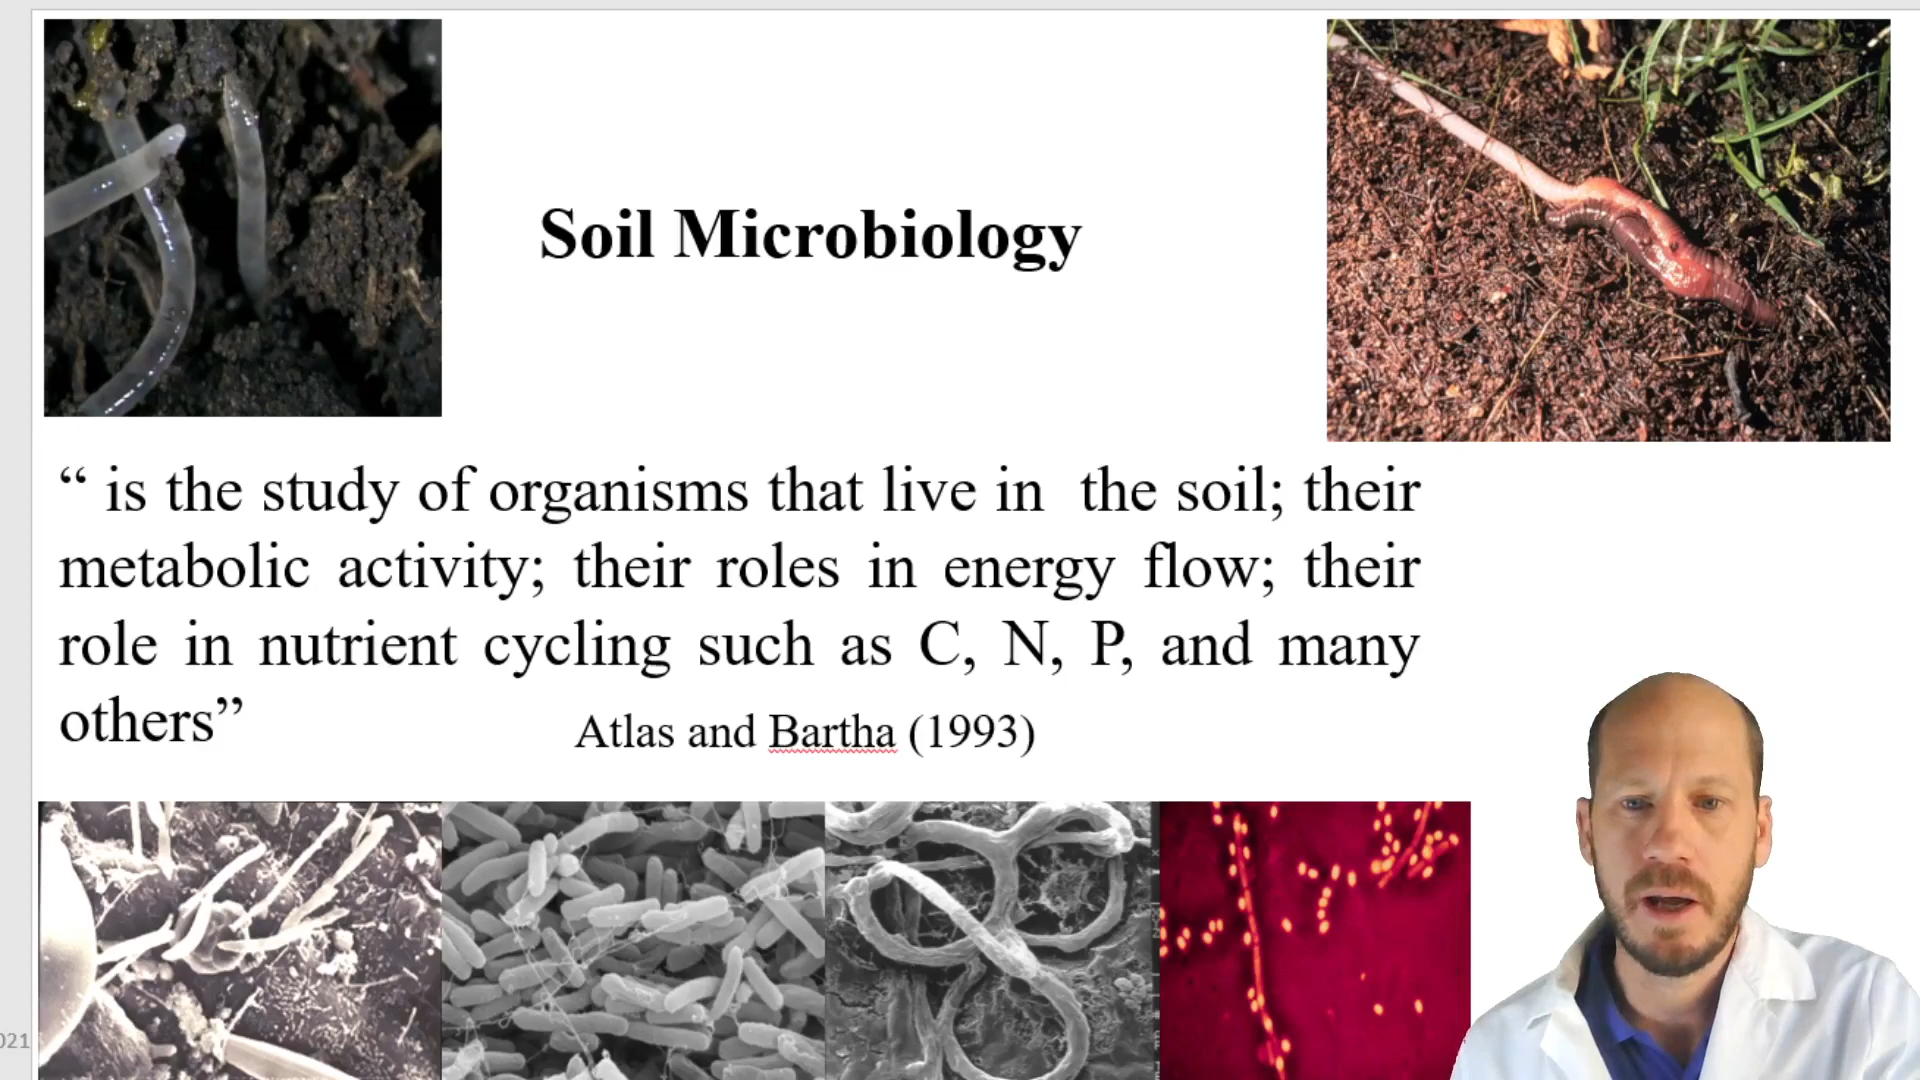 Soil Microbiology
“ is the study of organisms that live in the soil; their
metabolic activity; their roles in energy flow; their
role in nutrient cycling such as C, N, P, and many
others”
Atlas and Bartha (1993)
021